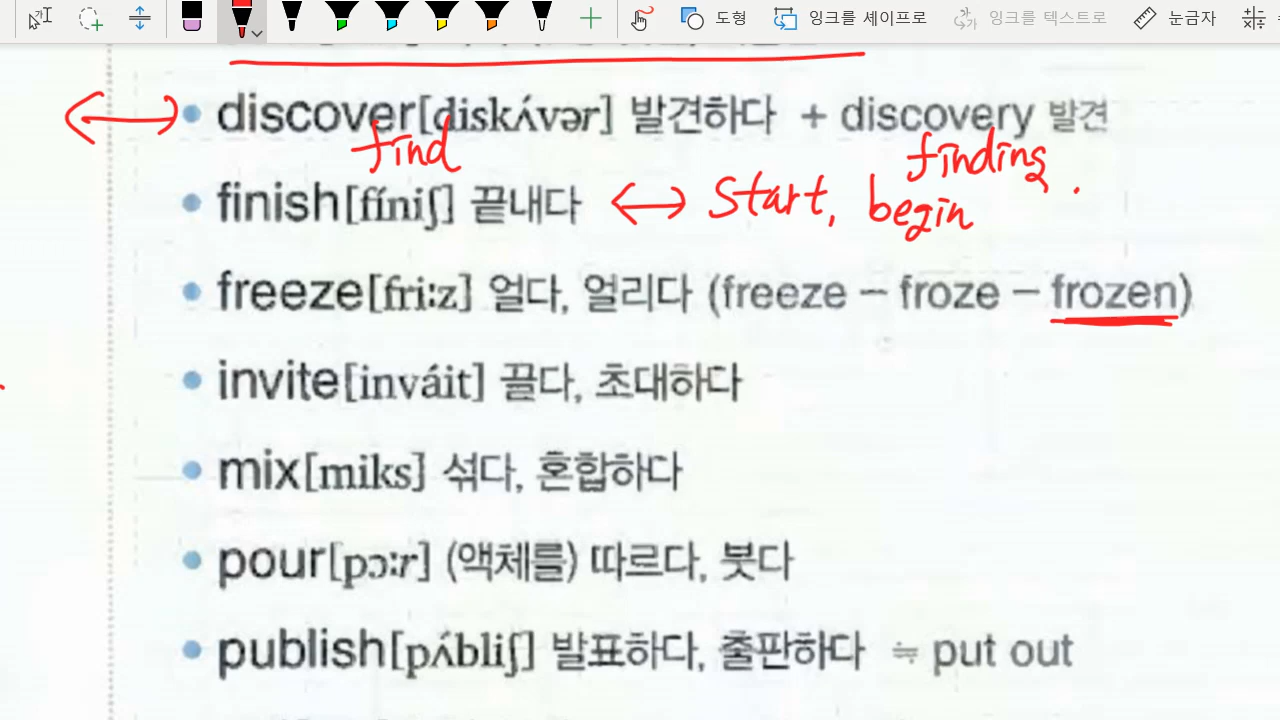 도형 잉크를 셰이프로 잉크를 텍스트로 눈금자
discover[diskʌ́vər] 발견하다 + discovery 발견
find finding
finish[fíniʃ] 끝내다 ↔ start, begin
freeze[fri:z] 얼다, 얼리다 (freeze – froze – frozen)
invite[inváit] 끌다, 초대하다
mix[miks] 섞다, 혼합하다
pour[pɔ:r] (액체를) 따르다, 붓다
publish[pʌ́bliʃ] 발표하다, 출판하다 ≒ put out